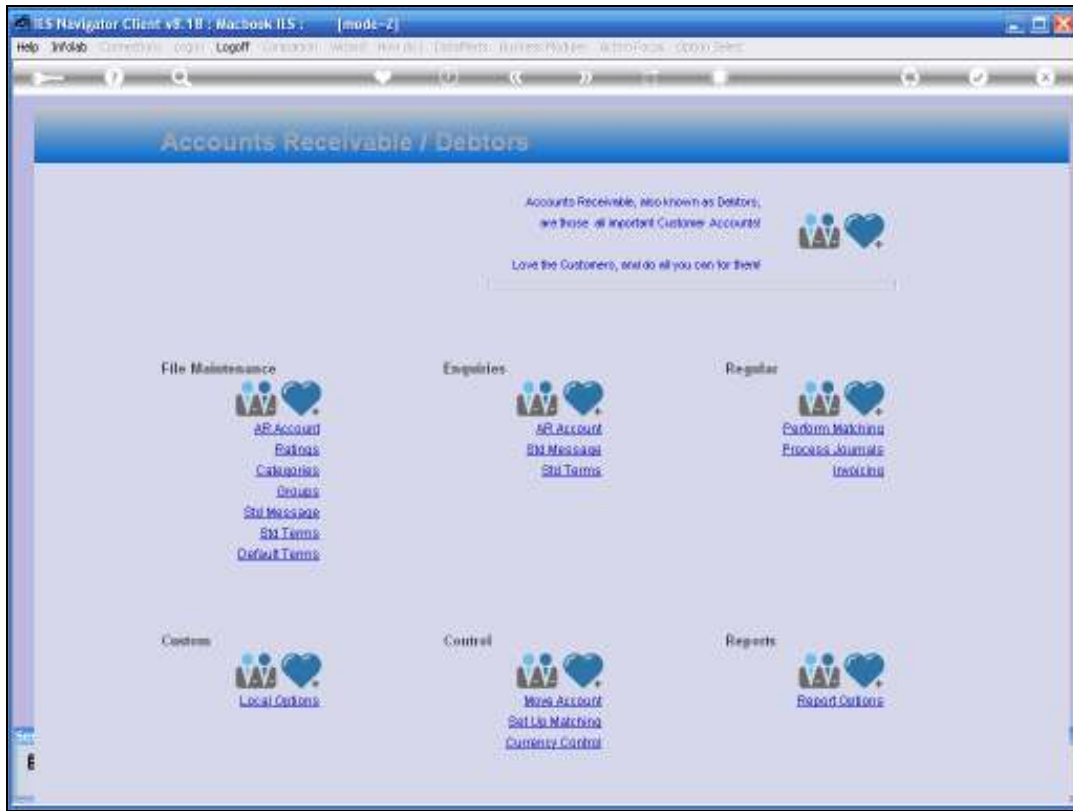 IES Navigator Client v8.1B : Macbook IES : [mode-Z]
Help Infolab Logoff
Accounts Receivable / Debtors
Accounts Receivable, also known as Debtors,
are those all important Customer Accounts!
Love the Customers, and do all you can for them!
File Maintenance
AR Account
Ratings
Categories
Groups
Std Message
Std Terms
Default Terms
Enquiries
AR Account
Std Message
Std Terms
Regular
Perform Matching
Process Journals
Invoicing
Custom
Local Options
Control
Move Account
Set Up Matching
Currency Control
Reports
Report Options